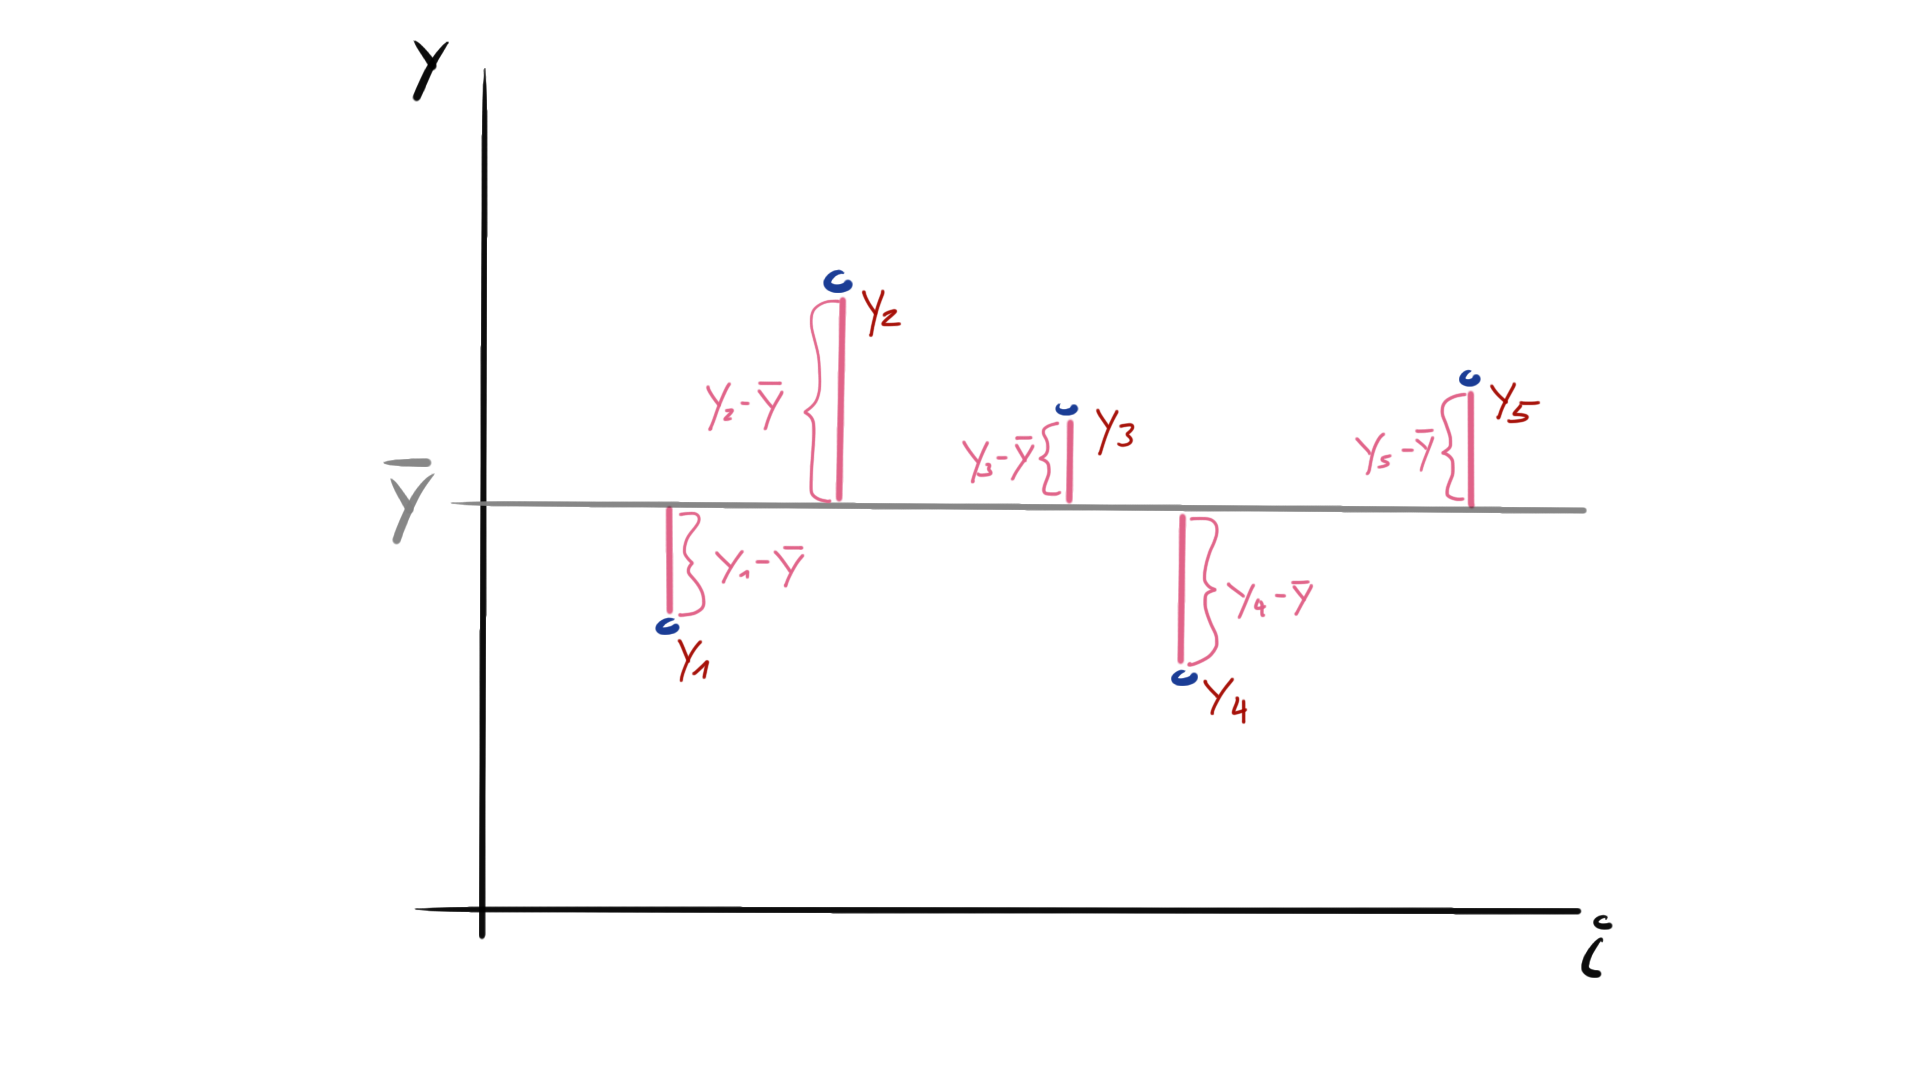 Y
Y₂
Y₂ - Ȳ
Y₅
Y₃
Y₃ - Ȳ
Y₅ - Ȳ
Ȳ
Y₁ - Ȳ
Y₄ - Ȳ
Y₁
Y₄
i